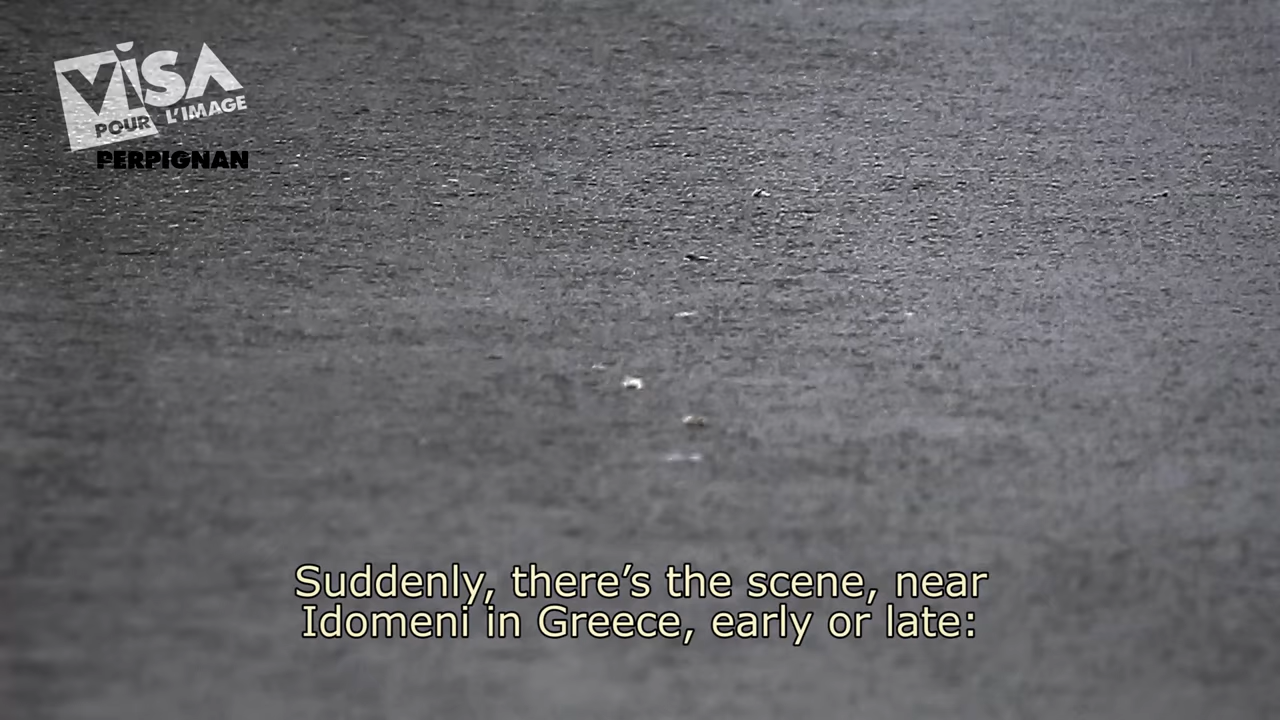 ViSA
POUR L'IMAGE
PERPIGNAN
Suddenly, there’s the scene, near
Idomeni in Greece, early or late: